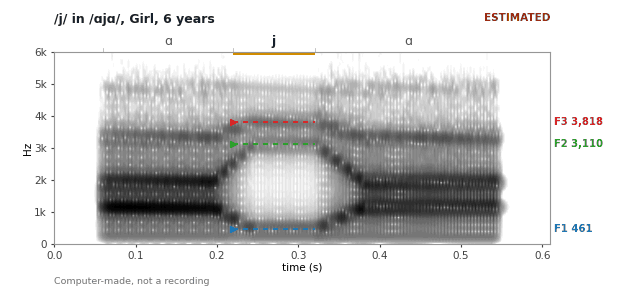 /j/ in /ɑjɑ/, Girl, 6 years
ESTIMATED
ɑ j ɑ
6k
5k
4k
3k
2k
1k
0
Hz
F3 3,818
F2 3,110
F1 461
0.0 0.1 0.2 0.3 0.4 0.5 0.6
time (s)
Computer-made, not a recording